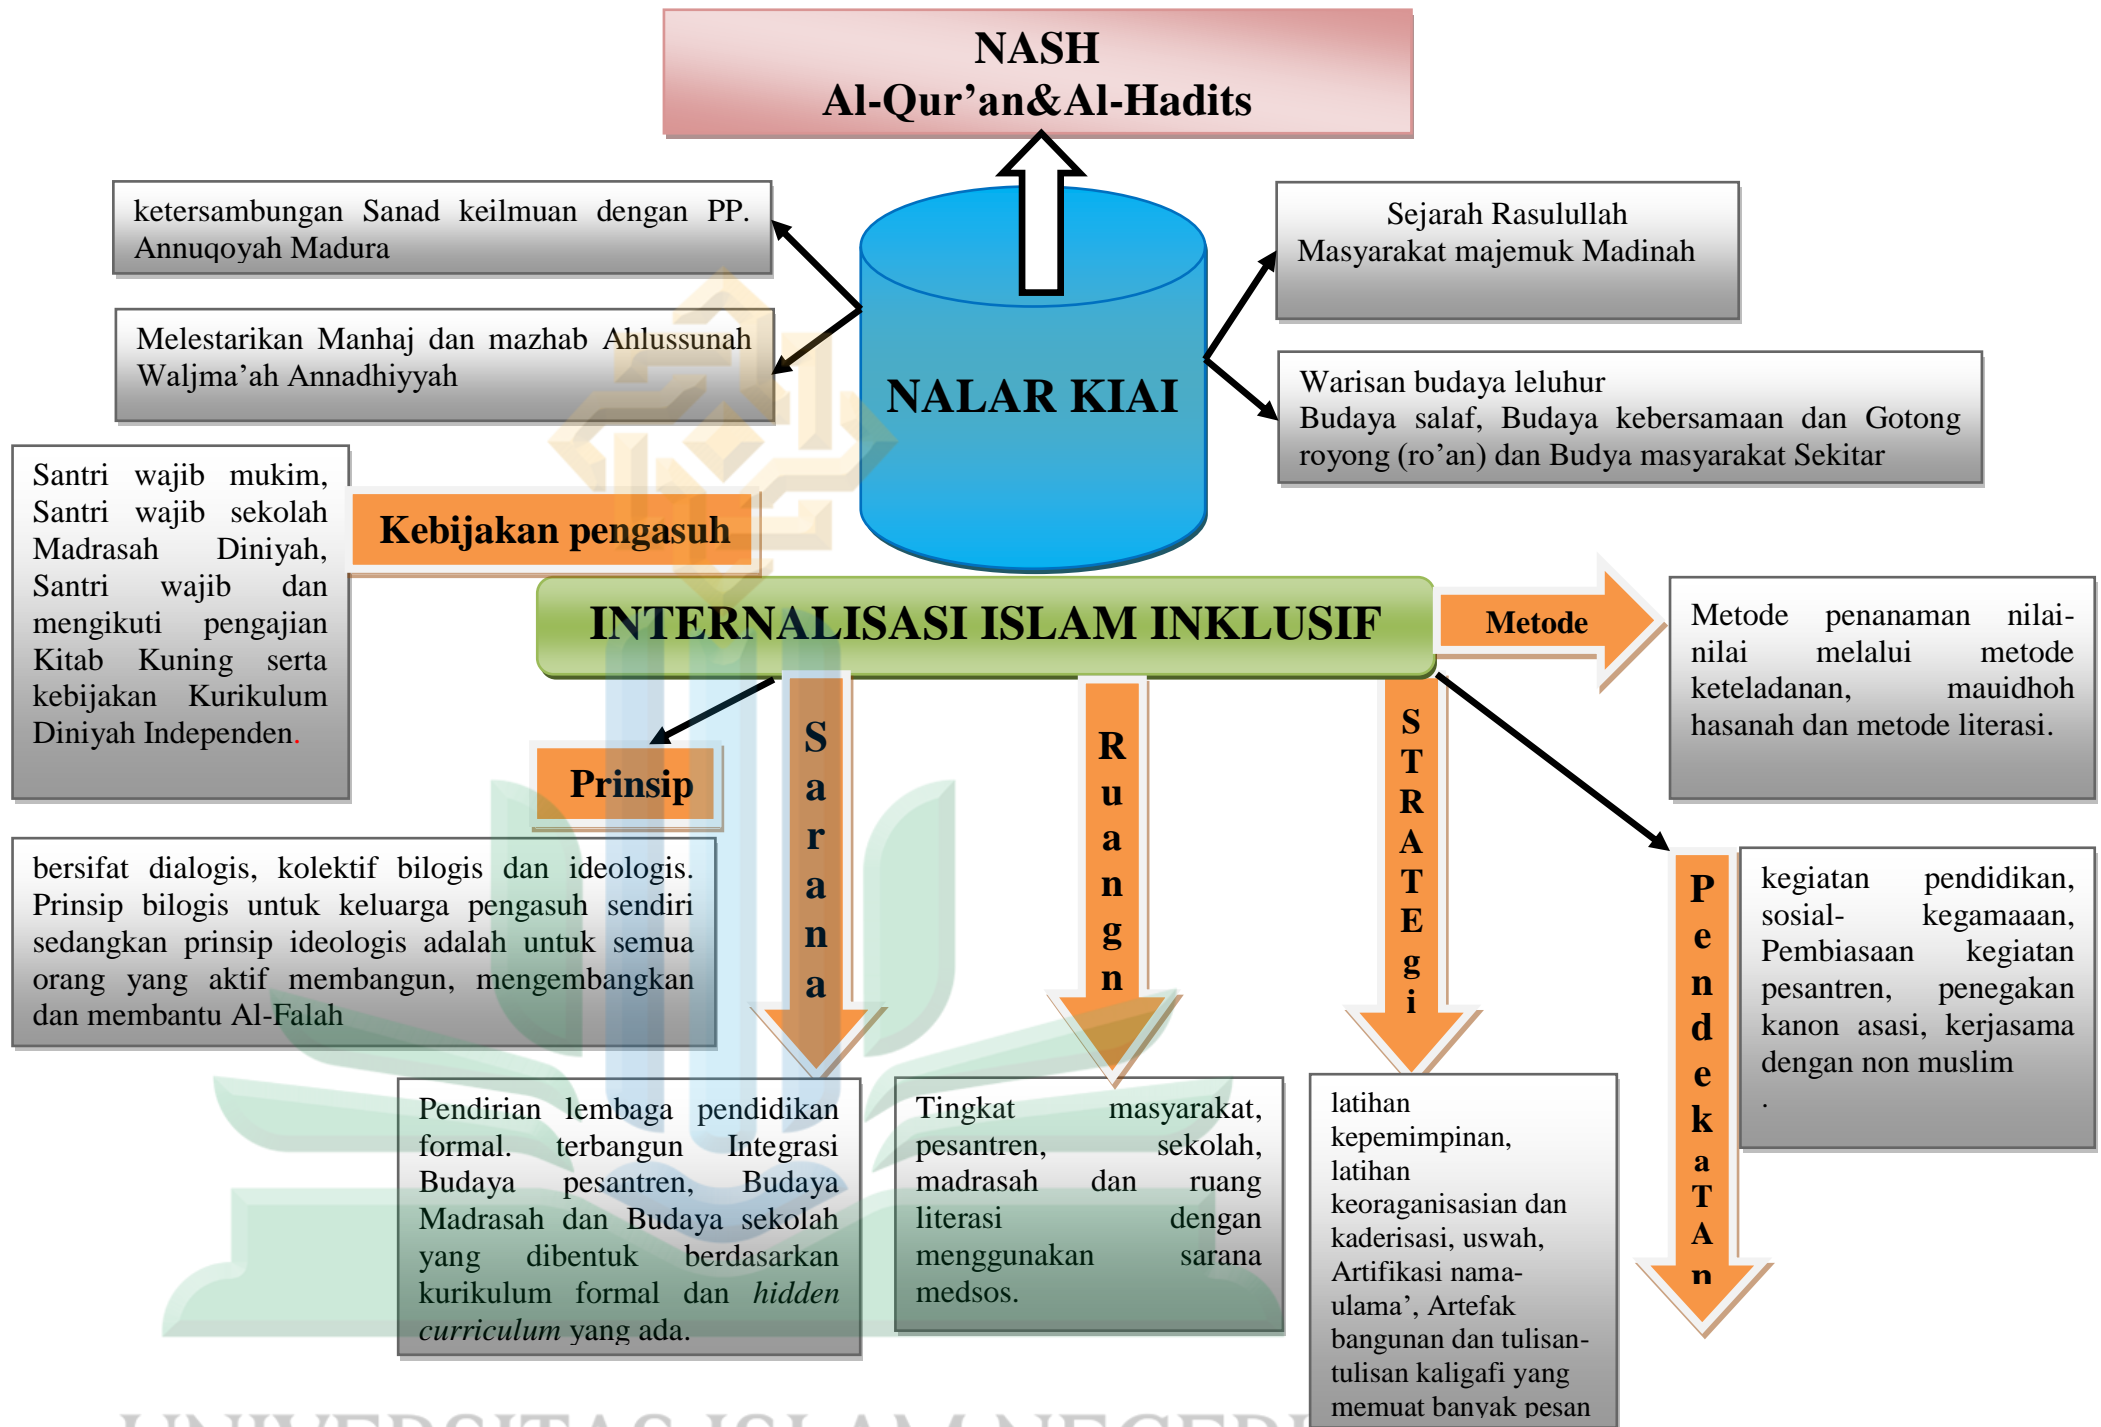 NASH
Al-Qur’an&Al-Hadits
ketersambungan Sanad keilmuan dengan PP.
Annuqoyah Madura
Sejarah Rasulullah
Masyarakat majemuk Madinah
Melestarikan Manhaj dan mazhab Ahlussunah
Waljma’ah Annadhiyyah
NALAR KIAI
Warisan budaya leluhur
Budaya salaf, Budaya kebersamaan dan Gotong
royong (ro’an) dan Budya masyarakat Sekitar
Santri wajib mukim,
Santri wajib sekolah
Madrasah Diniyah,
Santri wajib dan
mengikuti pengajian
Kitab Kuning serta
kebijakan Kurikulum
Diniyah Independen.
Kebijakan pengasuh
INTERNALISASI ISLAM INKLUSIF
Metode
Metode penanaman nilai-
nilai melalui metode
keteladanan, mauidhoh
hasanah dan metode literasi.
Prinsip
bersifat dialogis, kolektif bilogis dan ideologis.
Prinsip bilogis untuk keluarga pengasuh sendiri
sedangkan prinsip ideologis adalah untuk semua
orang yang aktif membangun, mengembangkan
dan membantu Al-Falah
Sarana
Pendirian lembaga pendidikan
formal. terbangun Integrasi
Budaya pesantren, Budaya
Madrasah dan Budaya sekolah
yang dibentuk berdasarkan
kurikulum formal dan hidden
curriculum yang ada.
Ruangn
Tingkat masyarakat,
pesantren, sekolah,
madrasah dan ruang
literasi dengan
menggunakan sarana
medsos.
STRATEgi
latihan
kepemimpinan,
latihan
keoraganisasian dan
kaderisasi, uswah,
Artifikasi nama-
ulama’, Artefak
bangunan dan tulisan-
tulisan kaligafi yang
memuat banyak pesan
PendekaTAn
kegiatan pendidikan,
sosial- kegamaaan,
Pembiasaan kegiatan
pesantren, penegakan
kanon asasi, kerjasama
dengan non muslim
.
UNIVERSITAS ISLAM NEGERI